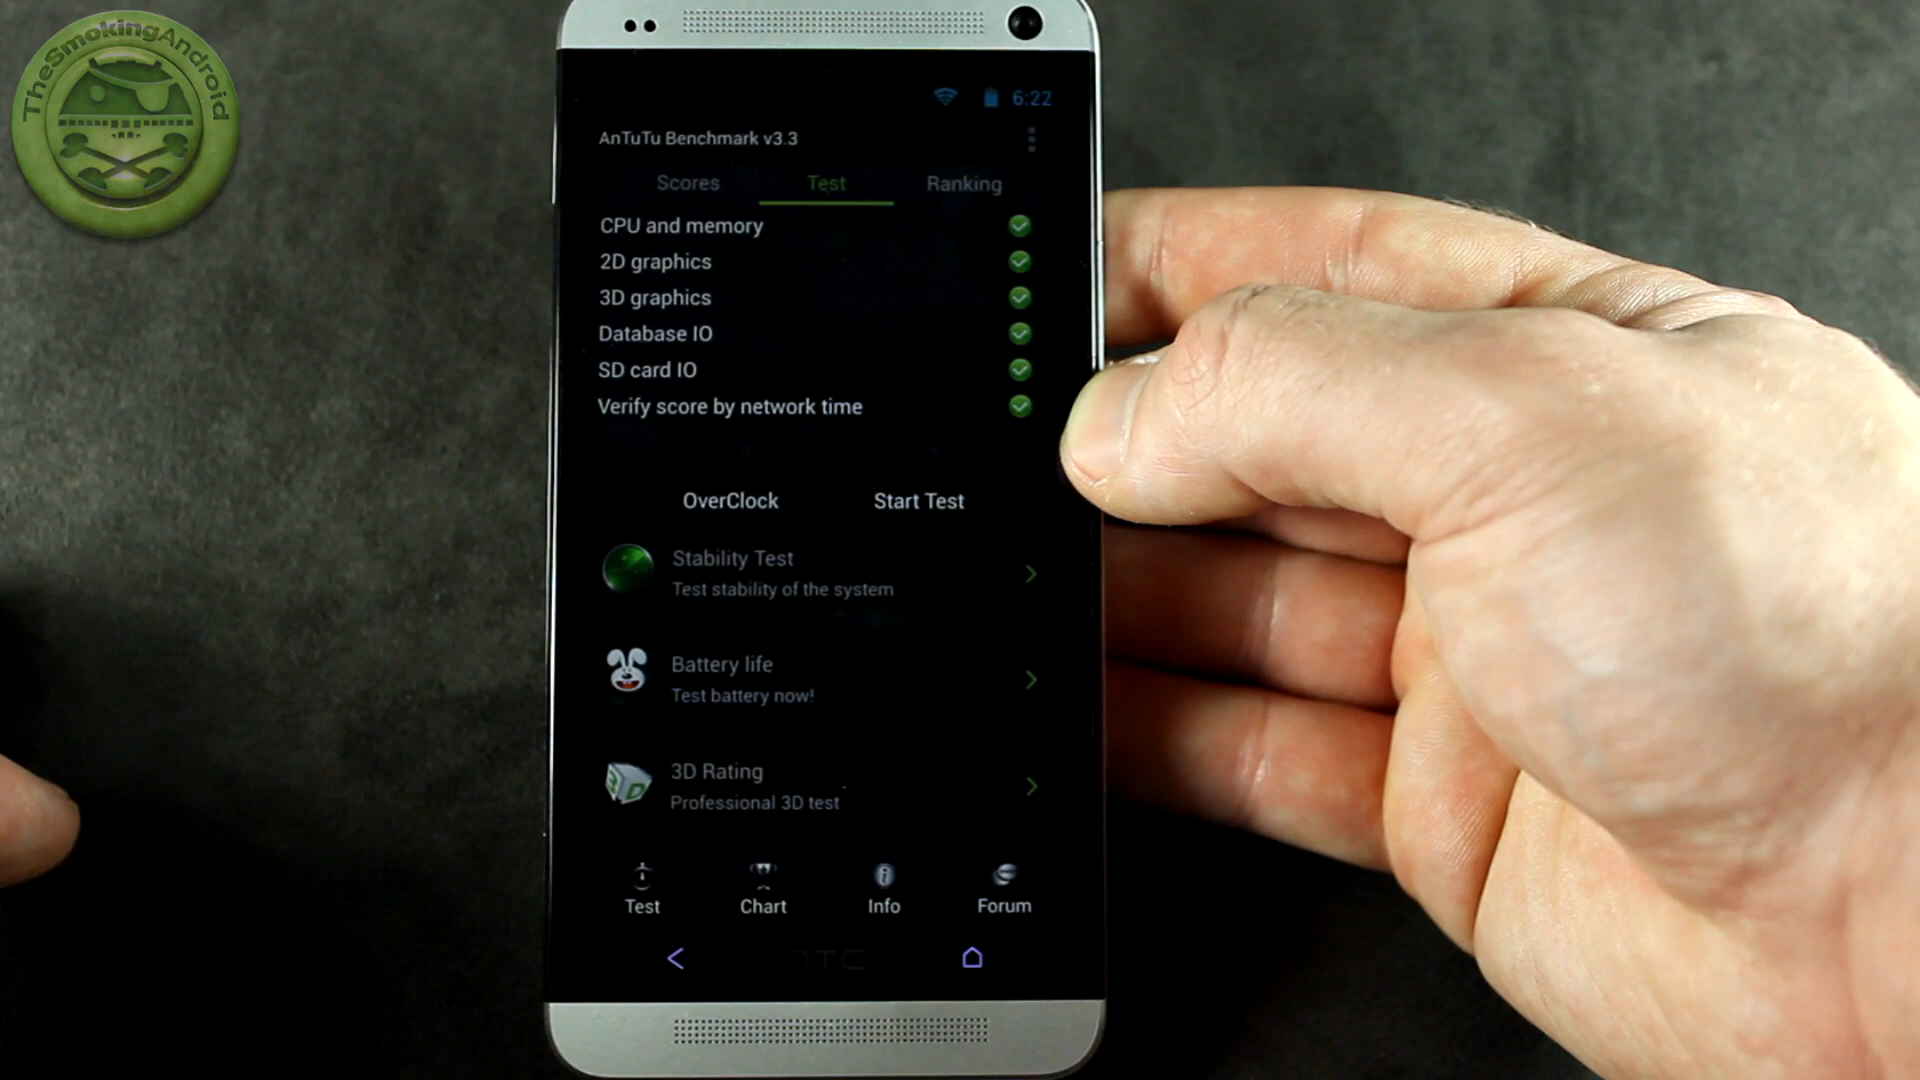 TheSmokingAndroid
6:22
AnTuTu Benchmark v3.3
Scores Test Ranking
CPU and memory
2D graphics
3D graphics
Database IO
SD card IO
Verify score by network time
OverClock Start Test
Stability Test
Test stability of the system
Battery life
Test battery now!
3D
3D Rating
Professional 3D test
Test Chart Info Forum
hTC